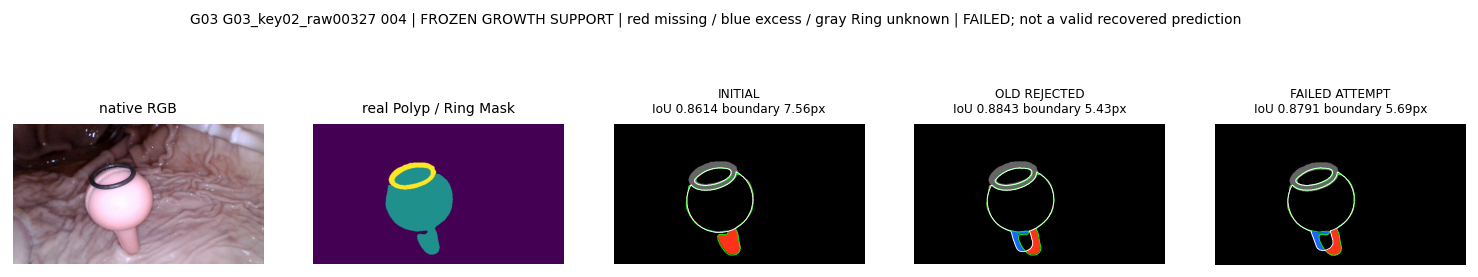 G03 G03_key02_raw00327 004 | FROZEN GROWTH SUPPORT | red missing / blue excess / gray Ring unknown | FAILED; not a valid recovered prediction
native RGB
real Polyp / Ring Mask
INITIAL
IoU 0.8614 boundary 7.56px
OLD REJECTED
IoU 0.8843 boundary 5.43px
FAILED ATTEMPT
IoU 0.8791 boundary 5.69px